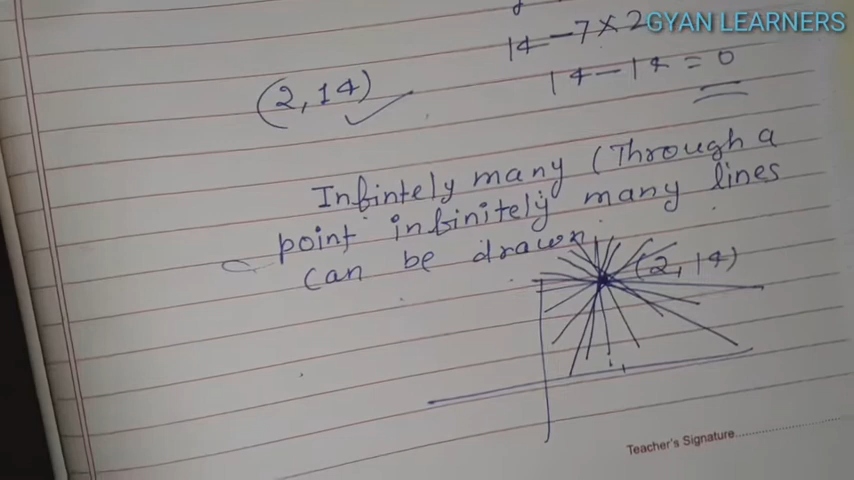 GYAN LEARNERS
14-7×2
14-14=0
(2,14)
Infintely many (Through a
point infinitely many lines
can be drawn
(2,14)
Teacher's Signature